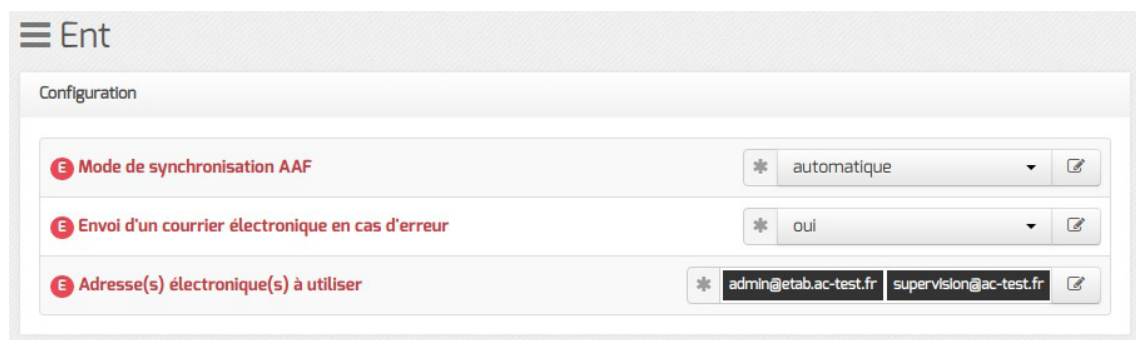 Ent
Configuration
E Mode de synchronisation AAF * automatique
E Envoi d'un courrier électronique en cas d'erreur * oui
E Adresse(s) électronique(s) à utiliser * admin@etab.ac-test.fr supervision@ac-test.fr